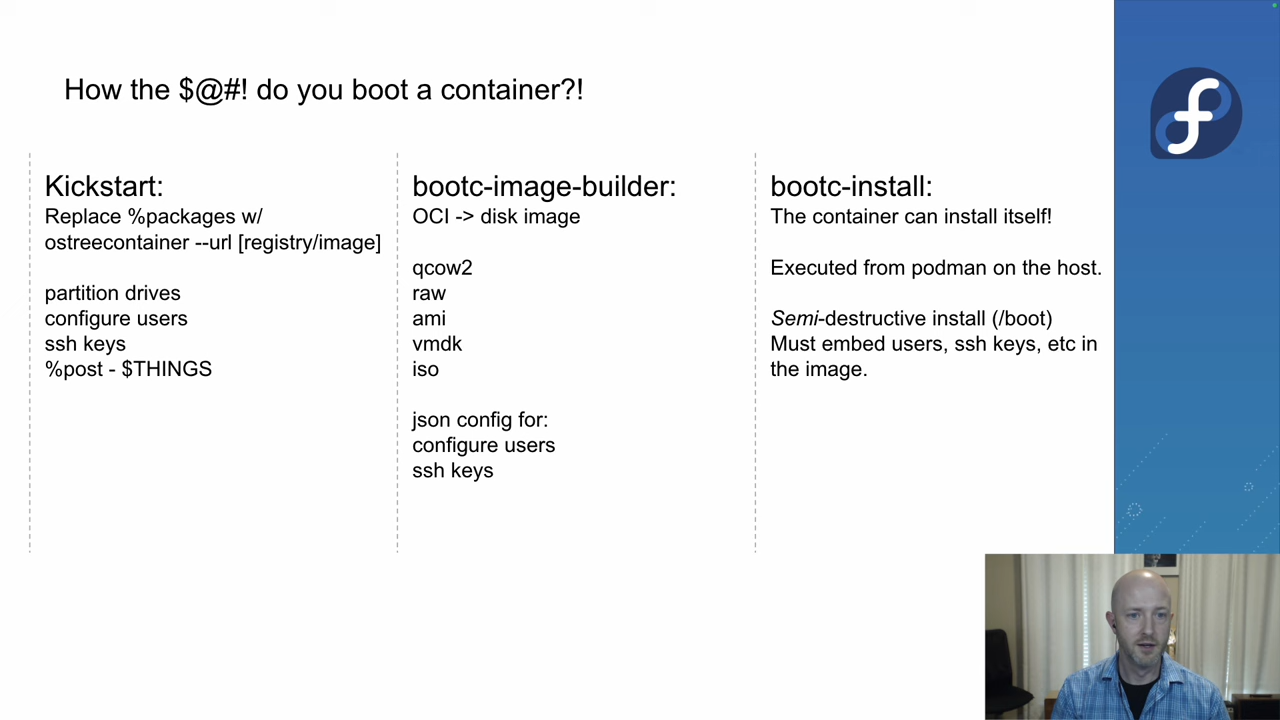 How the $@#! do you boot a container?!
Kickstart:
Replace %packages w/
ostreecontainer --url [registry/image]
partition drives
configure users
ssh keys
%post - $THINGS
bootc-image-builder:
OCI -> disk image
qcow2
raw
ami
vmdk
iso
json config for:
configure users
ssh keys
bootc-install:
The container can install itself!
Executed from podman on the host.
Semi-destructive install (/boot)
Must embed users, ssh keys, etc in
the image.